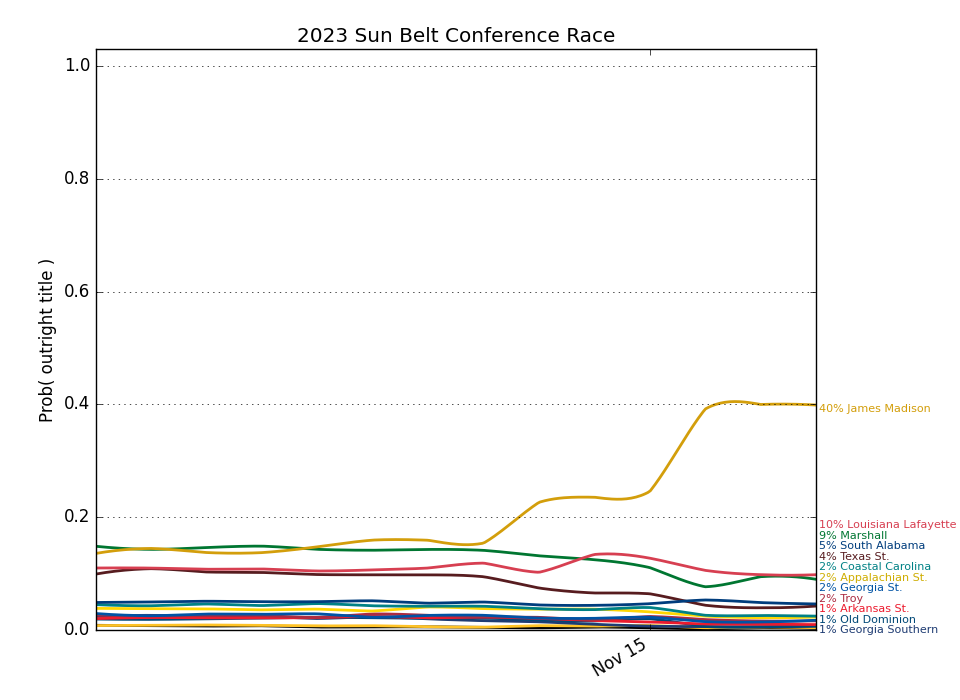 2023 Sun Belt Conference Race
Prob( outright title )
1.0
0.8
0.6
0.4
0.2
0.0
Nov 15
40% James Madison
10% Louisiana Lafayette
9% Marshall
5% South Alabama
4% Texas St.
2% Coastal Carolina
2% Appalachian St.
2% Georgia St.
2% Troy
1% Arkansas St.
1% Old Dominion
1% Georgia Southern